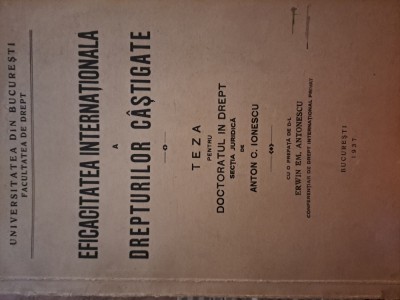 UNIVERSITATEA DIN BUCUREȘTI
FACULTATEA DE DREPT
EFICACITATEA INTERNAȚIONALA
A
DREPTURILOR CÂȘTIGATE
TEZA
PENTRU
DOCTORATUL IN DREPT
SECȚIA JURIDICĂ
DE
ANTON C. IONESCU
CU O PREFAȚĂ DE D-L
ERWIN EM. ANTONESCU
CONFERENȚIAR DE DREPT INTERNAȚIONAL PRIVAT
BUCUREȘTI
1937